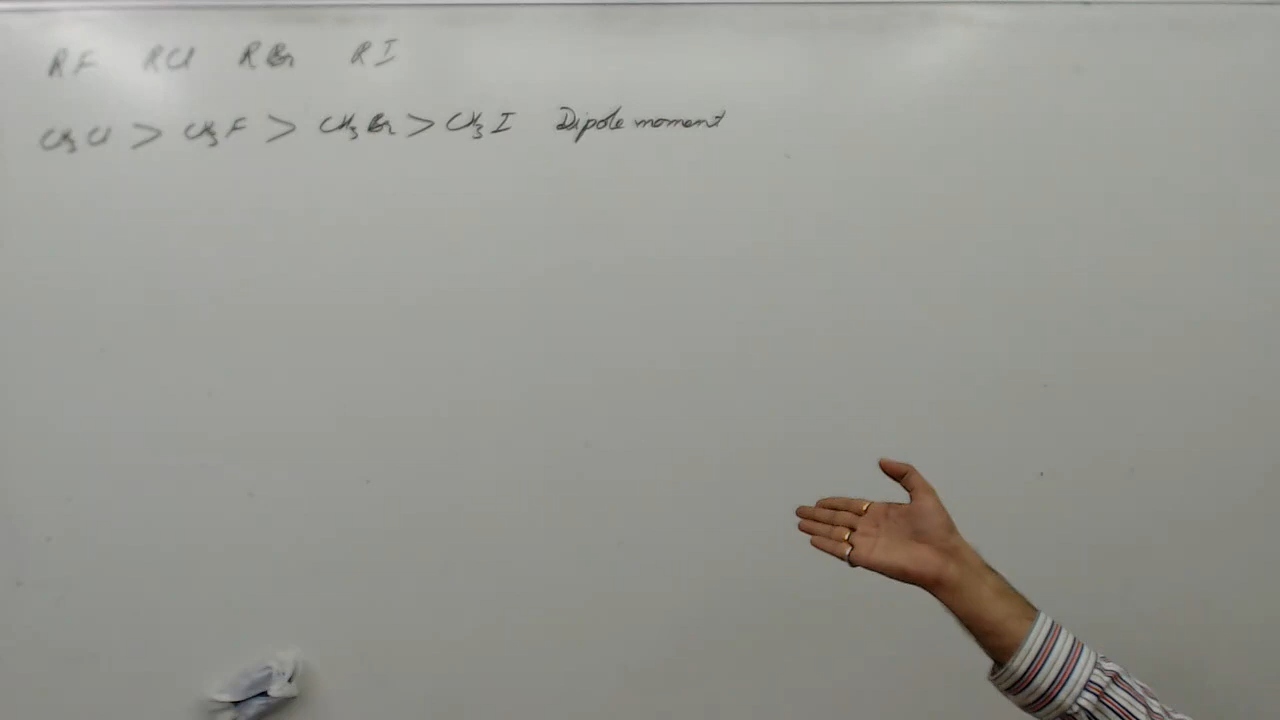 RF RCl RBr RI
CH₃Cl > CH₃F > CH₃Br > CH₃I Dipole moment